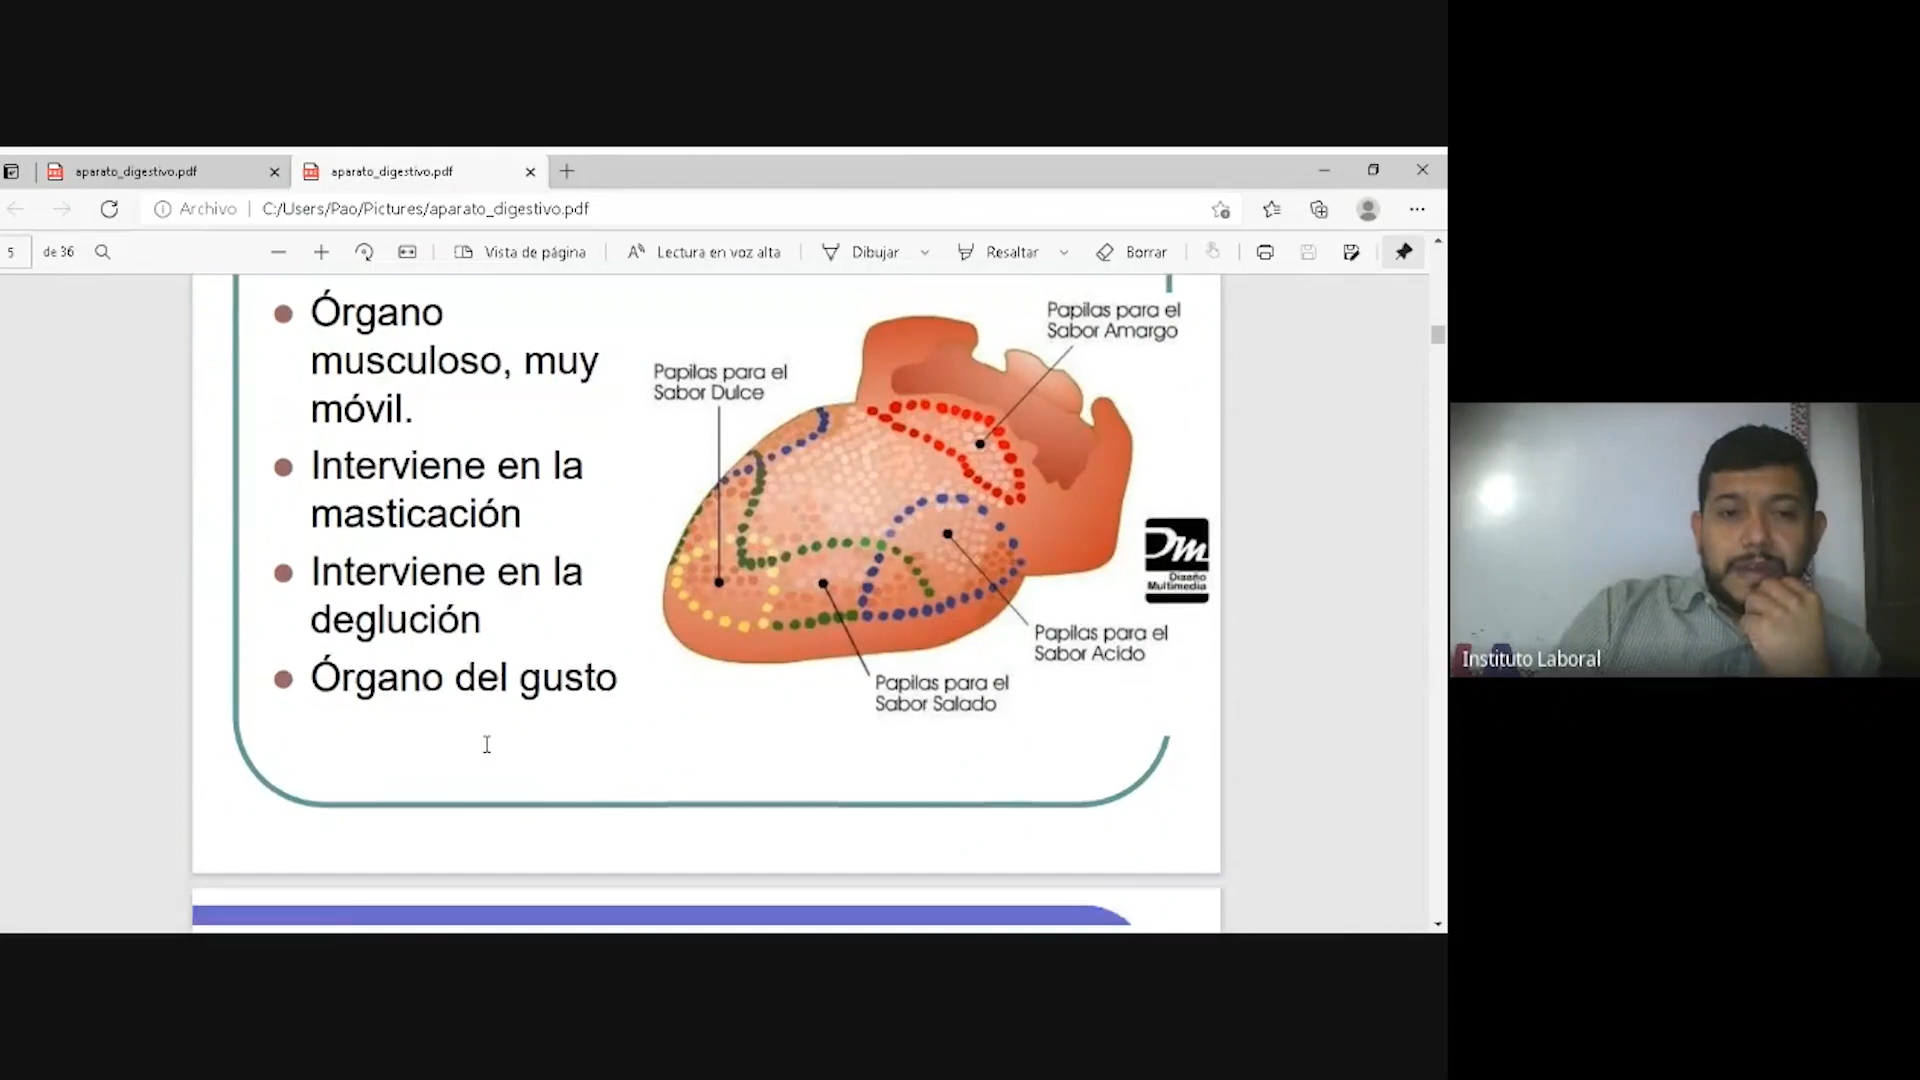 aparato_digestivo.pdf
aparato_digestivo.pdf
Archivo
C:/Users/Pao/Pictures/aparato_digestivo.pdf
5 de 36
Vista de página
Lectura en voz alta
Dibujar
Resaltar
Borrar
Órgano
musculoso, muy
móvil.
Interviene en la
masticación
Interviene en la
deglución
Órgano del gusto
Papilas para el
Sabor Amargo
Papilas para el
Sabor Dulce
Dm
Diseño
Multimedia
Papilas para el
Sabor Acido
Papilas para el
Sabor Salado
Instituto Laboral